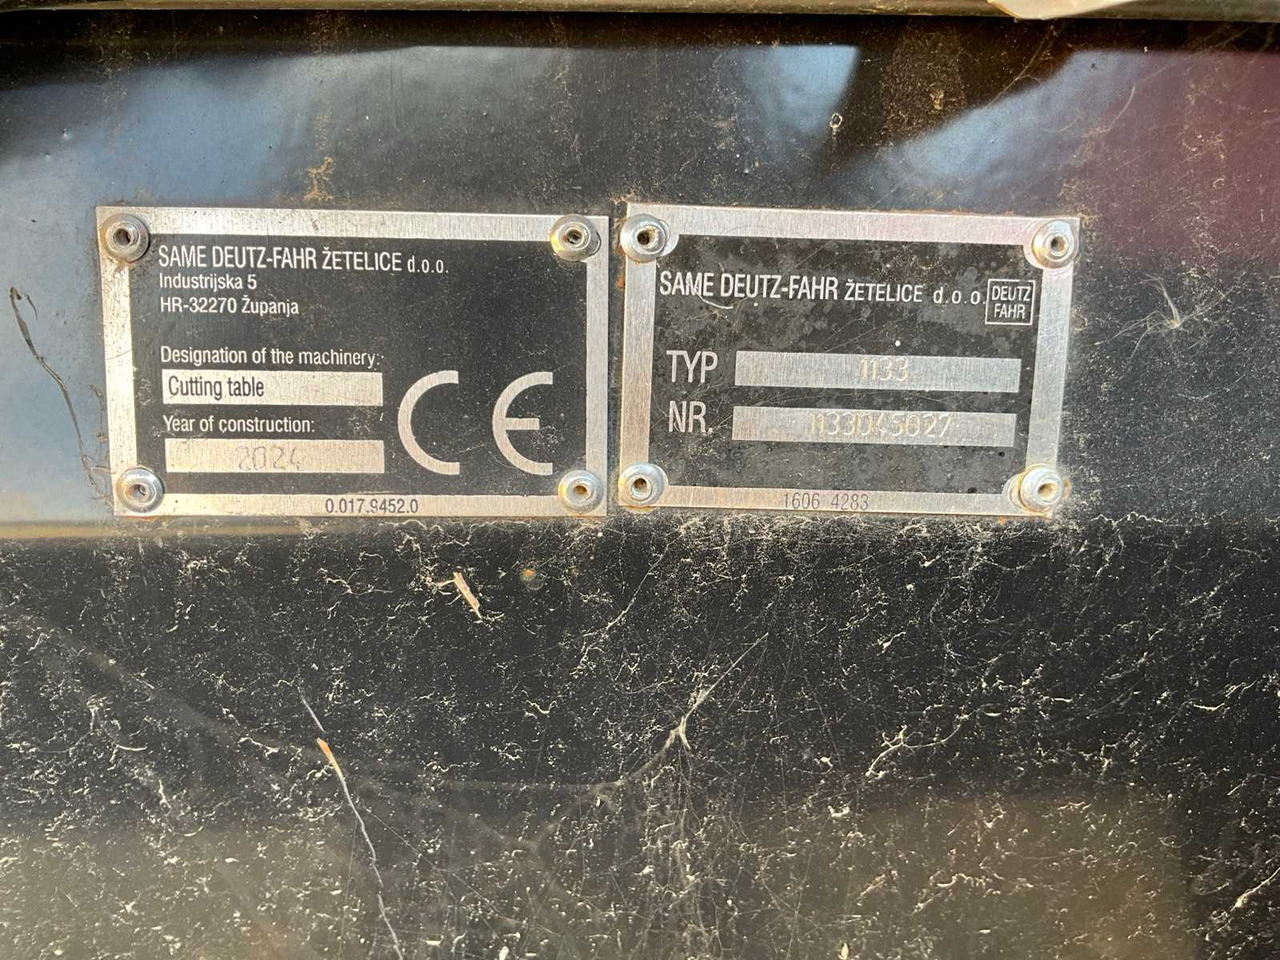 SAME DEUTZ-FAHR ŽETELICE d.o.o.
Industrijska 5
HR-32270 Županja
Designation of the machinery:
Cutting table
Year of construction:
2024
CE
0.017.9452.0
SAME DEUTZ-FAHR ŽETELICE d.o.o.
DEUTZ
FAHR
TYP 1133
NR. 1133045027
1606 4283